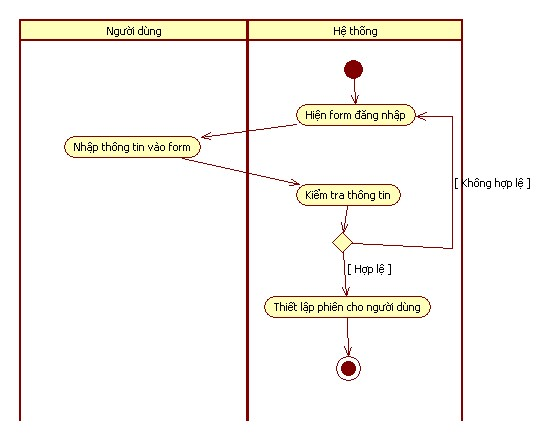 Người dùng
Hệ thống
Hiện form đăng nhập
Nhập thông tin vào form
[ Không hợp lệ ]
Kiểm tra thông tin
[ Hợp lệ ]
Thiết lập phiên cho người dùng